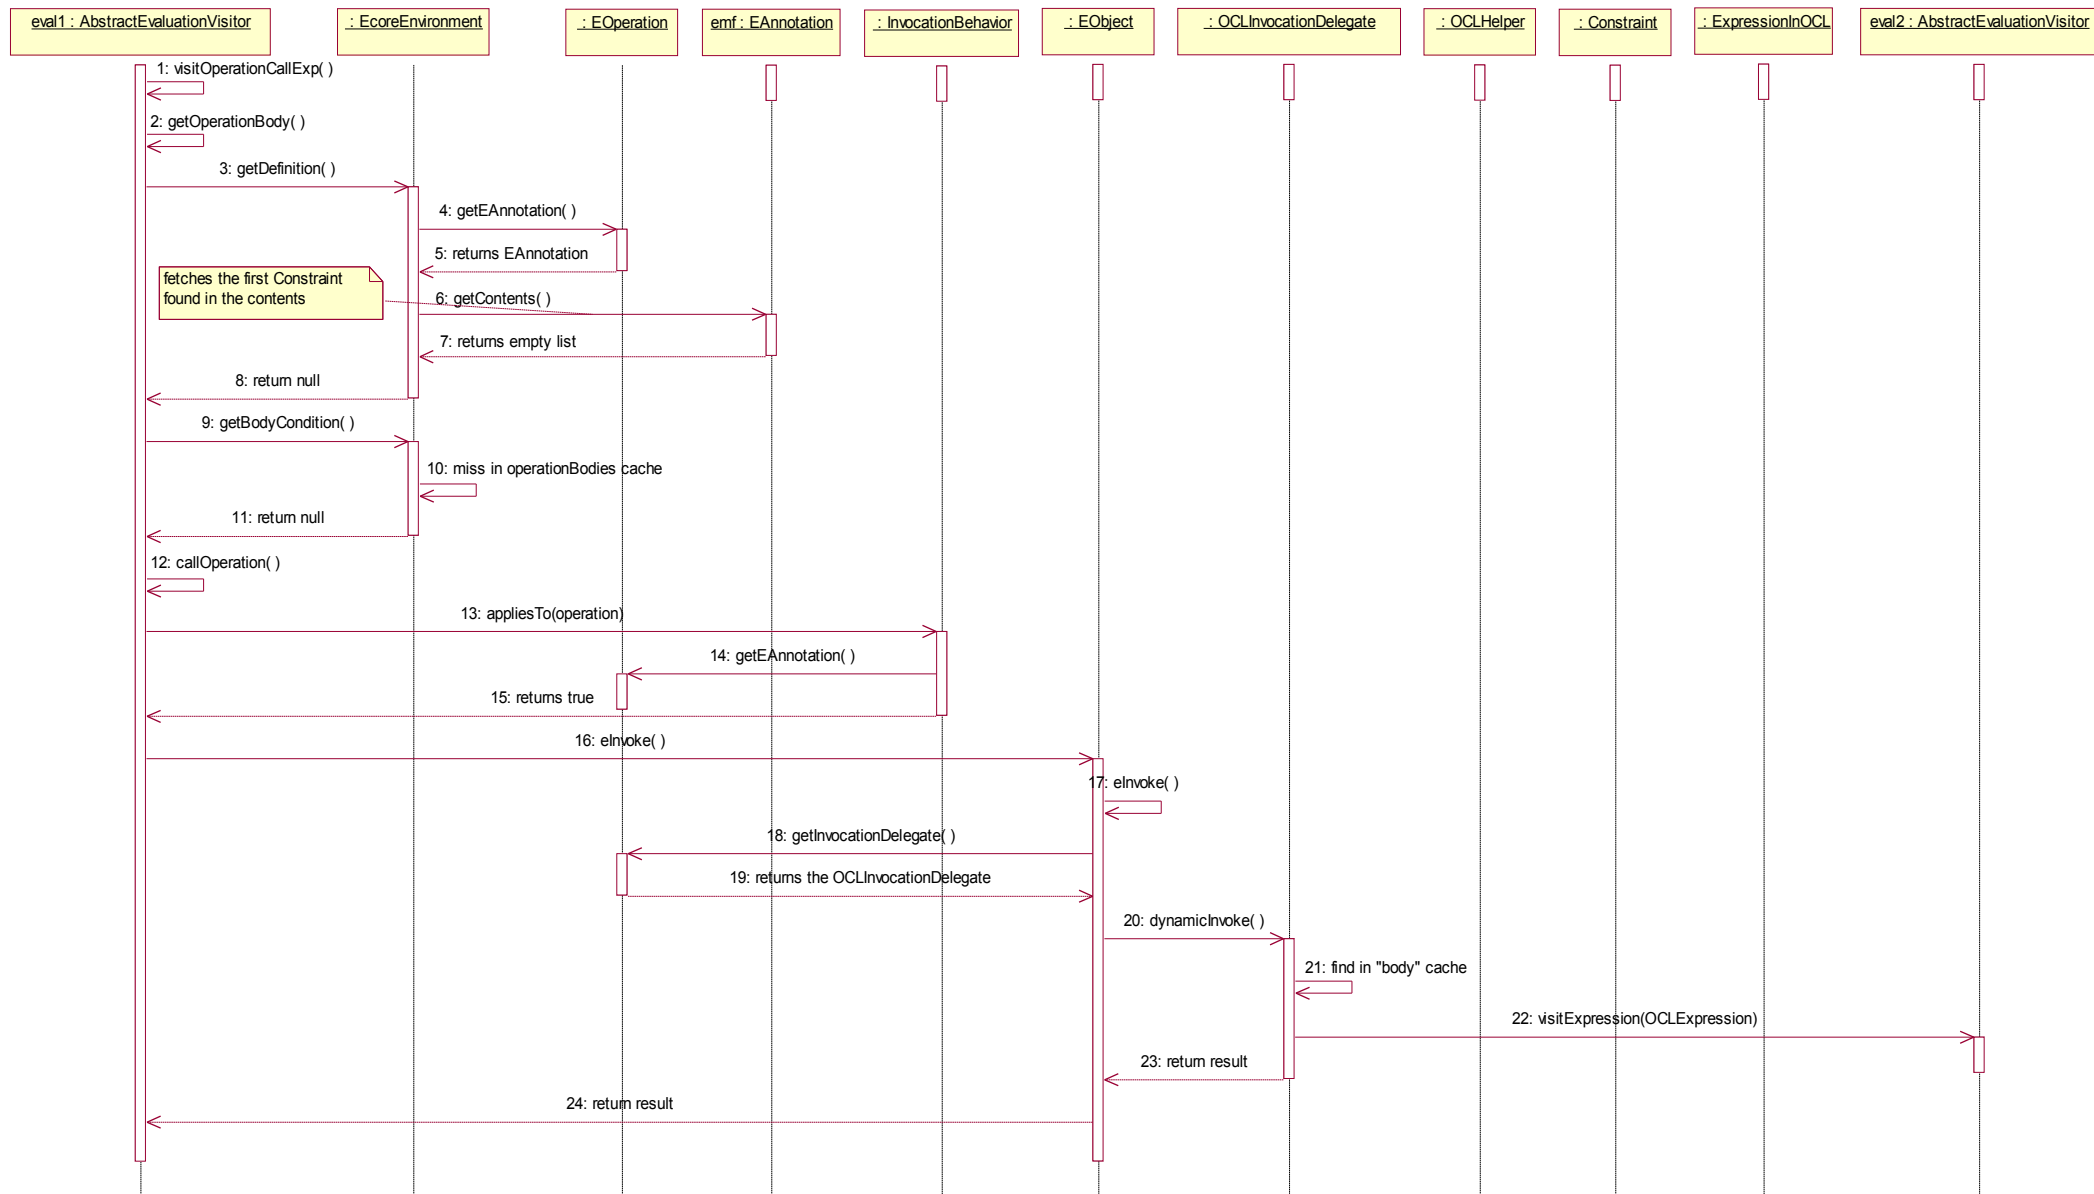 eval1 : AbstractEvaluationVisitor
: EcoreEnvironment
: EOperation
emf : EAnnotation
: InvocationBehavior
: EObject
: OCLInvocationDelegate
: OCLHelper
: Constraint
: ExpressionInOCL
eval2 : AbstractEvaluationVisitor
1: visitOperationCallExp( )
2: getOperationBody( )
3: getDefinition( )
4: getEAnnotation( )
5: returns EAnnotation
fetches the first Constraint
found in the contents
6: getContents( )
7: returns empty list
8: return null
9: getBodyCondition( )
10: miss in operationBodies cache
11: return null
12: callOperation( )
13: appliesTo(operation)
14: getEAnnotation( )
15: returns true
16: eInvoke( )
17: eInvoke( )
18: getInvocationDelegate( )
19: returns the OCLInvocationDelegate
20: dynamicInvoke( )
21: find in "body" cache
22: visitExpression(OCLExpression)
23: return result
24: return result